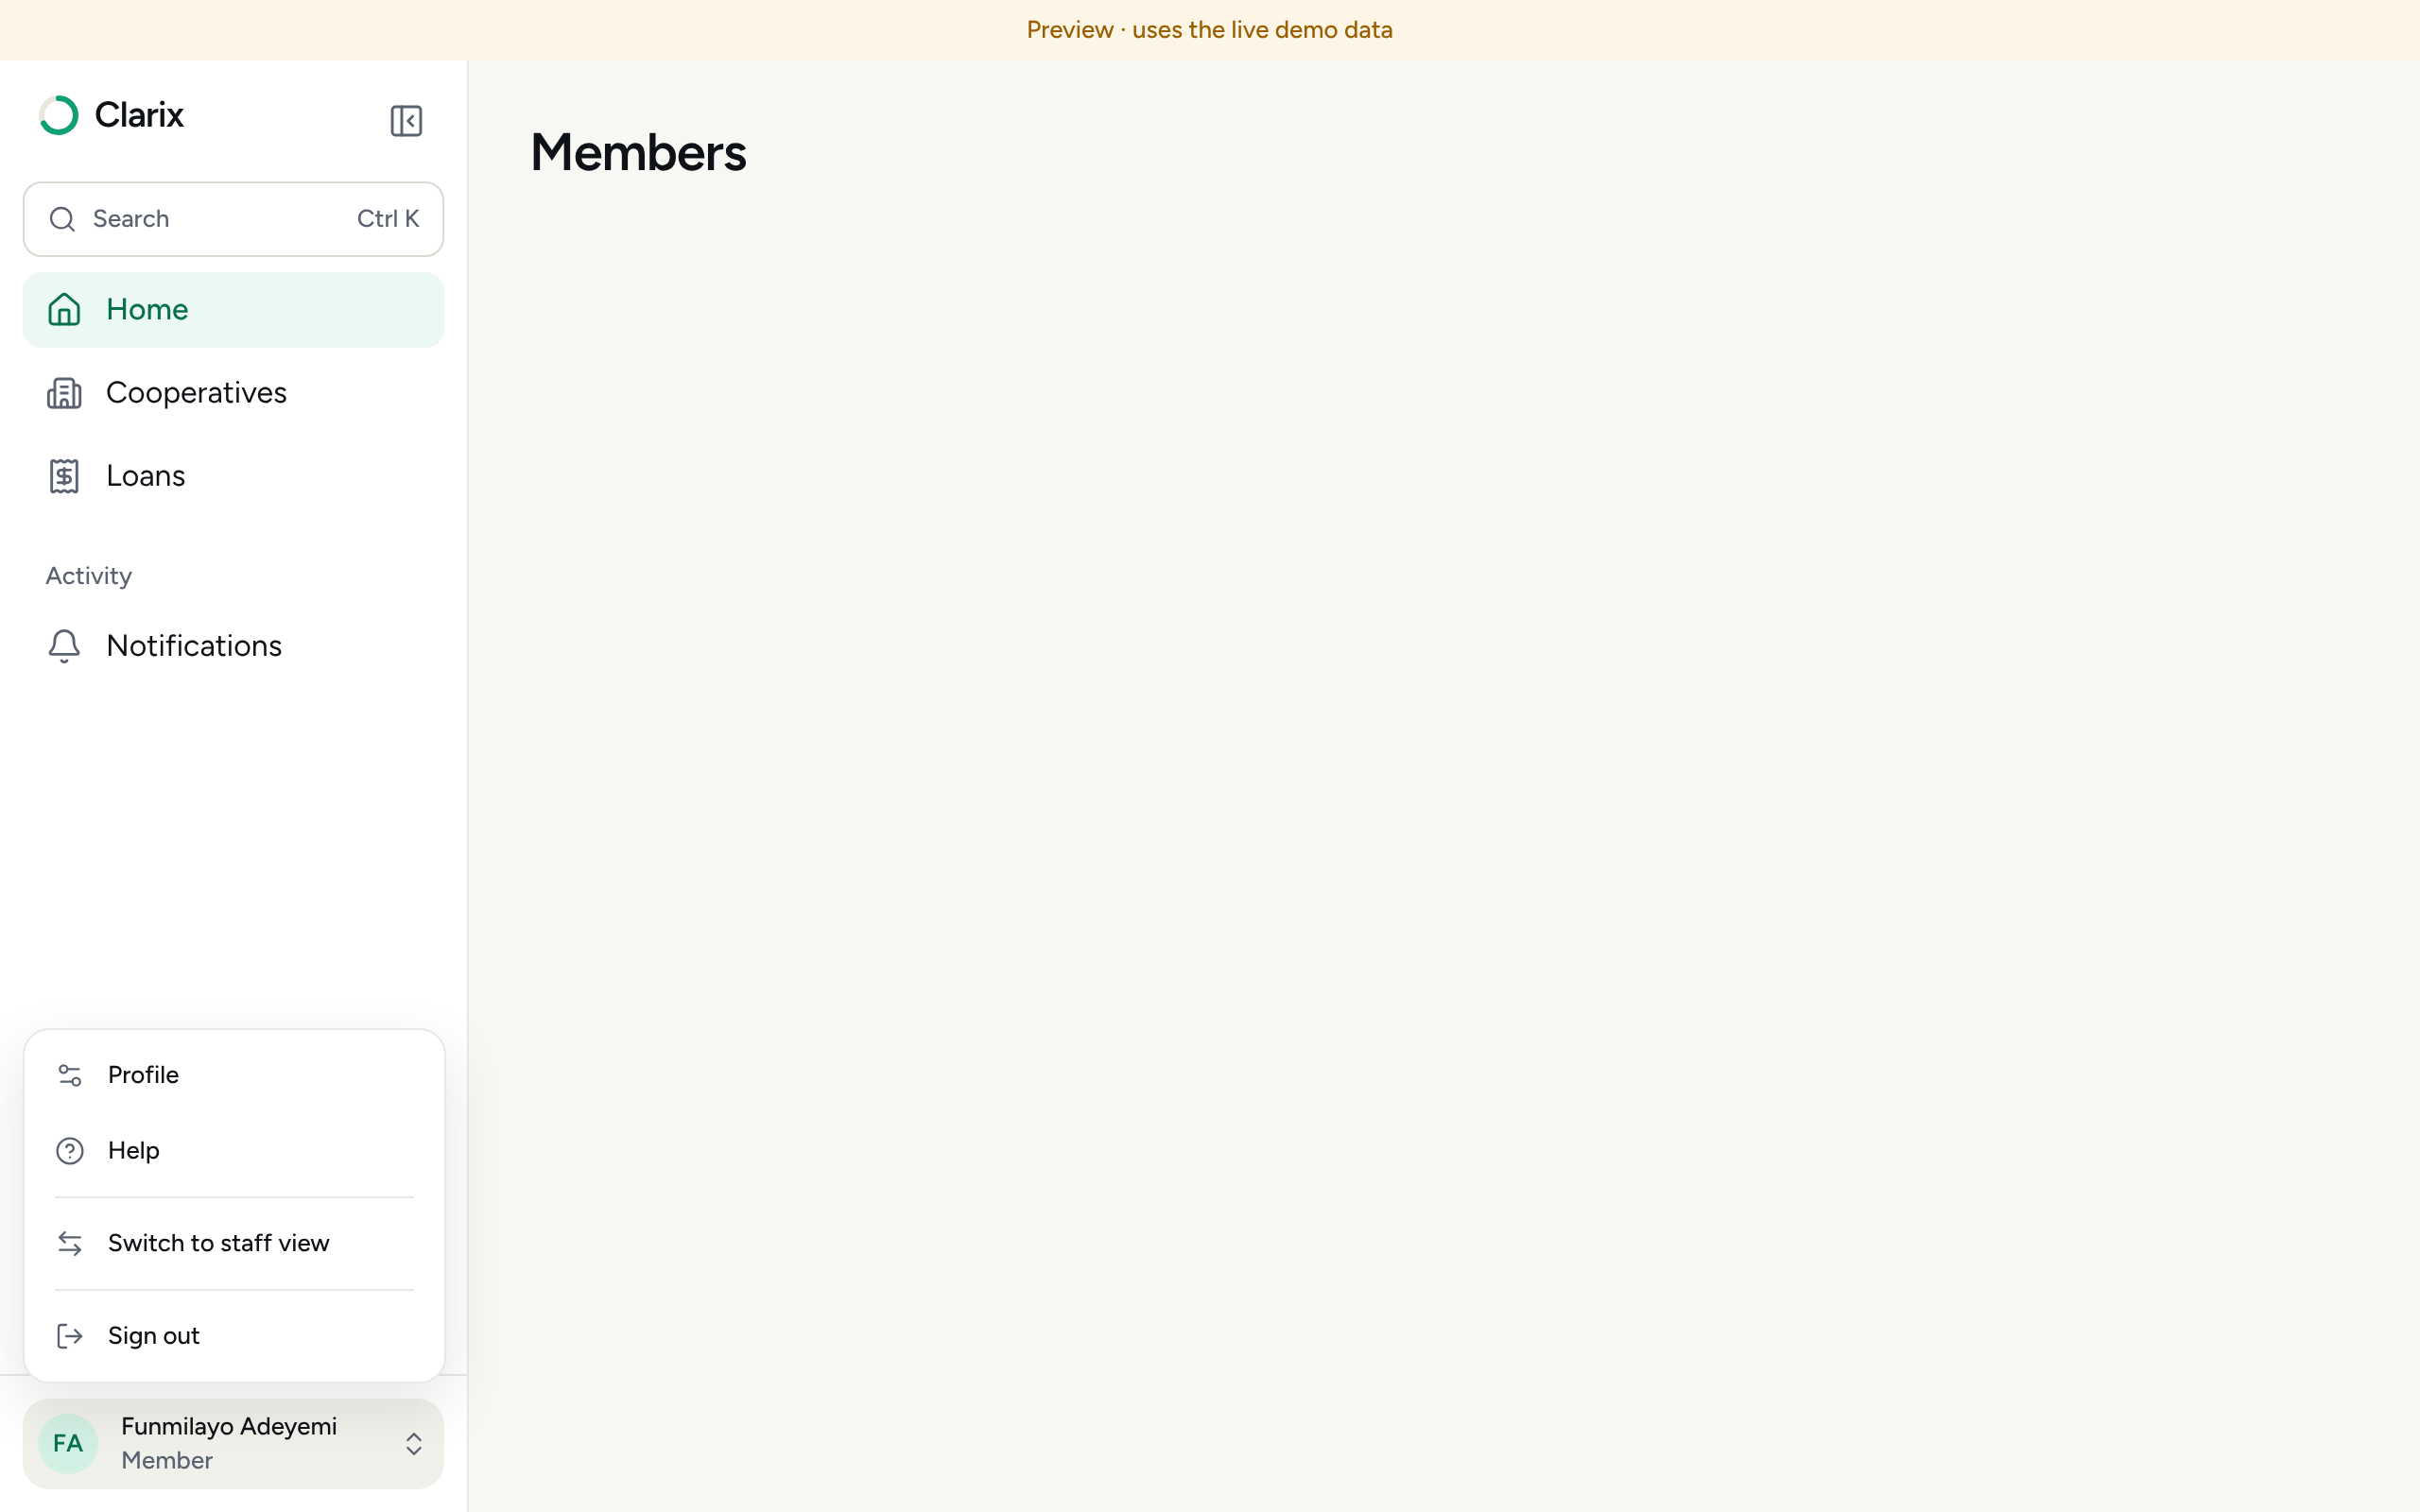 Preview · uses the live demo data
Clarix
Search Ctrl K
Home
Cooperatives
Loans
Activity
Notifications
Profile
Help
Switch to staff view
Sign out
FA
Funmilayo Adeyemi
Member
Members